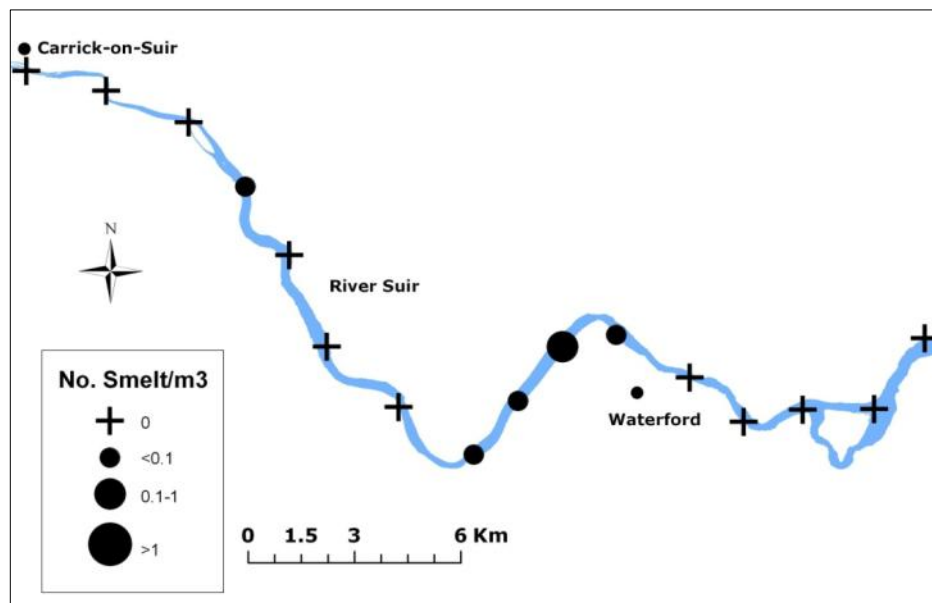 Carrick-on-Suir
N
River Suir
No. Smelt/m3
0
<0.1
0.1-1
>1
Waterford
0 1.5 3 6 Km